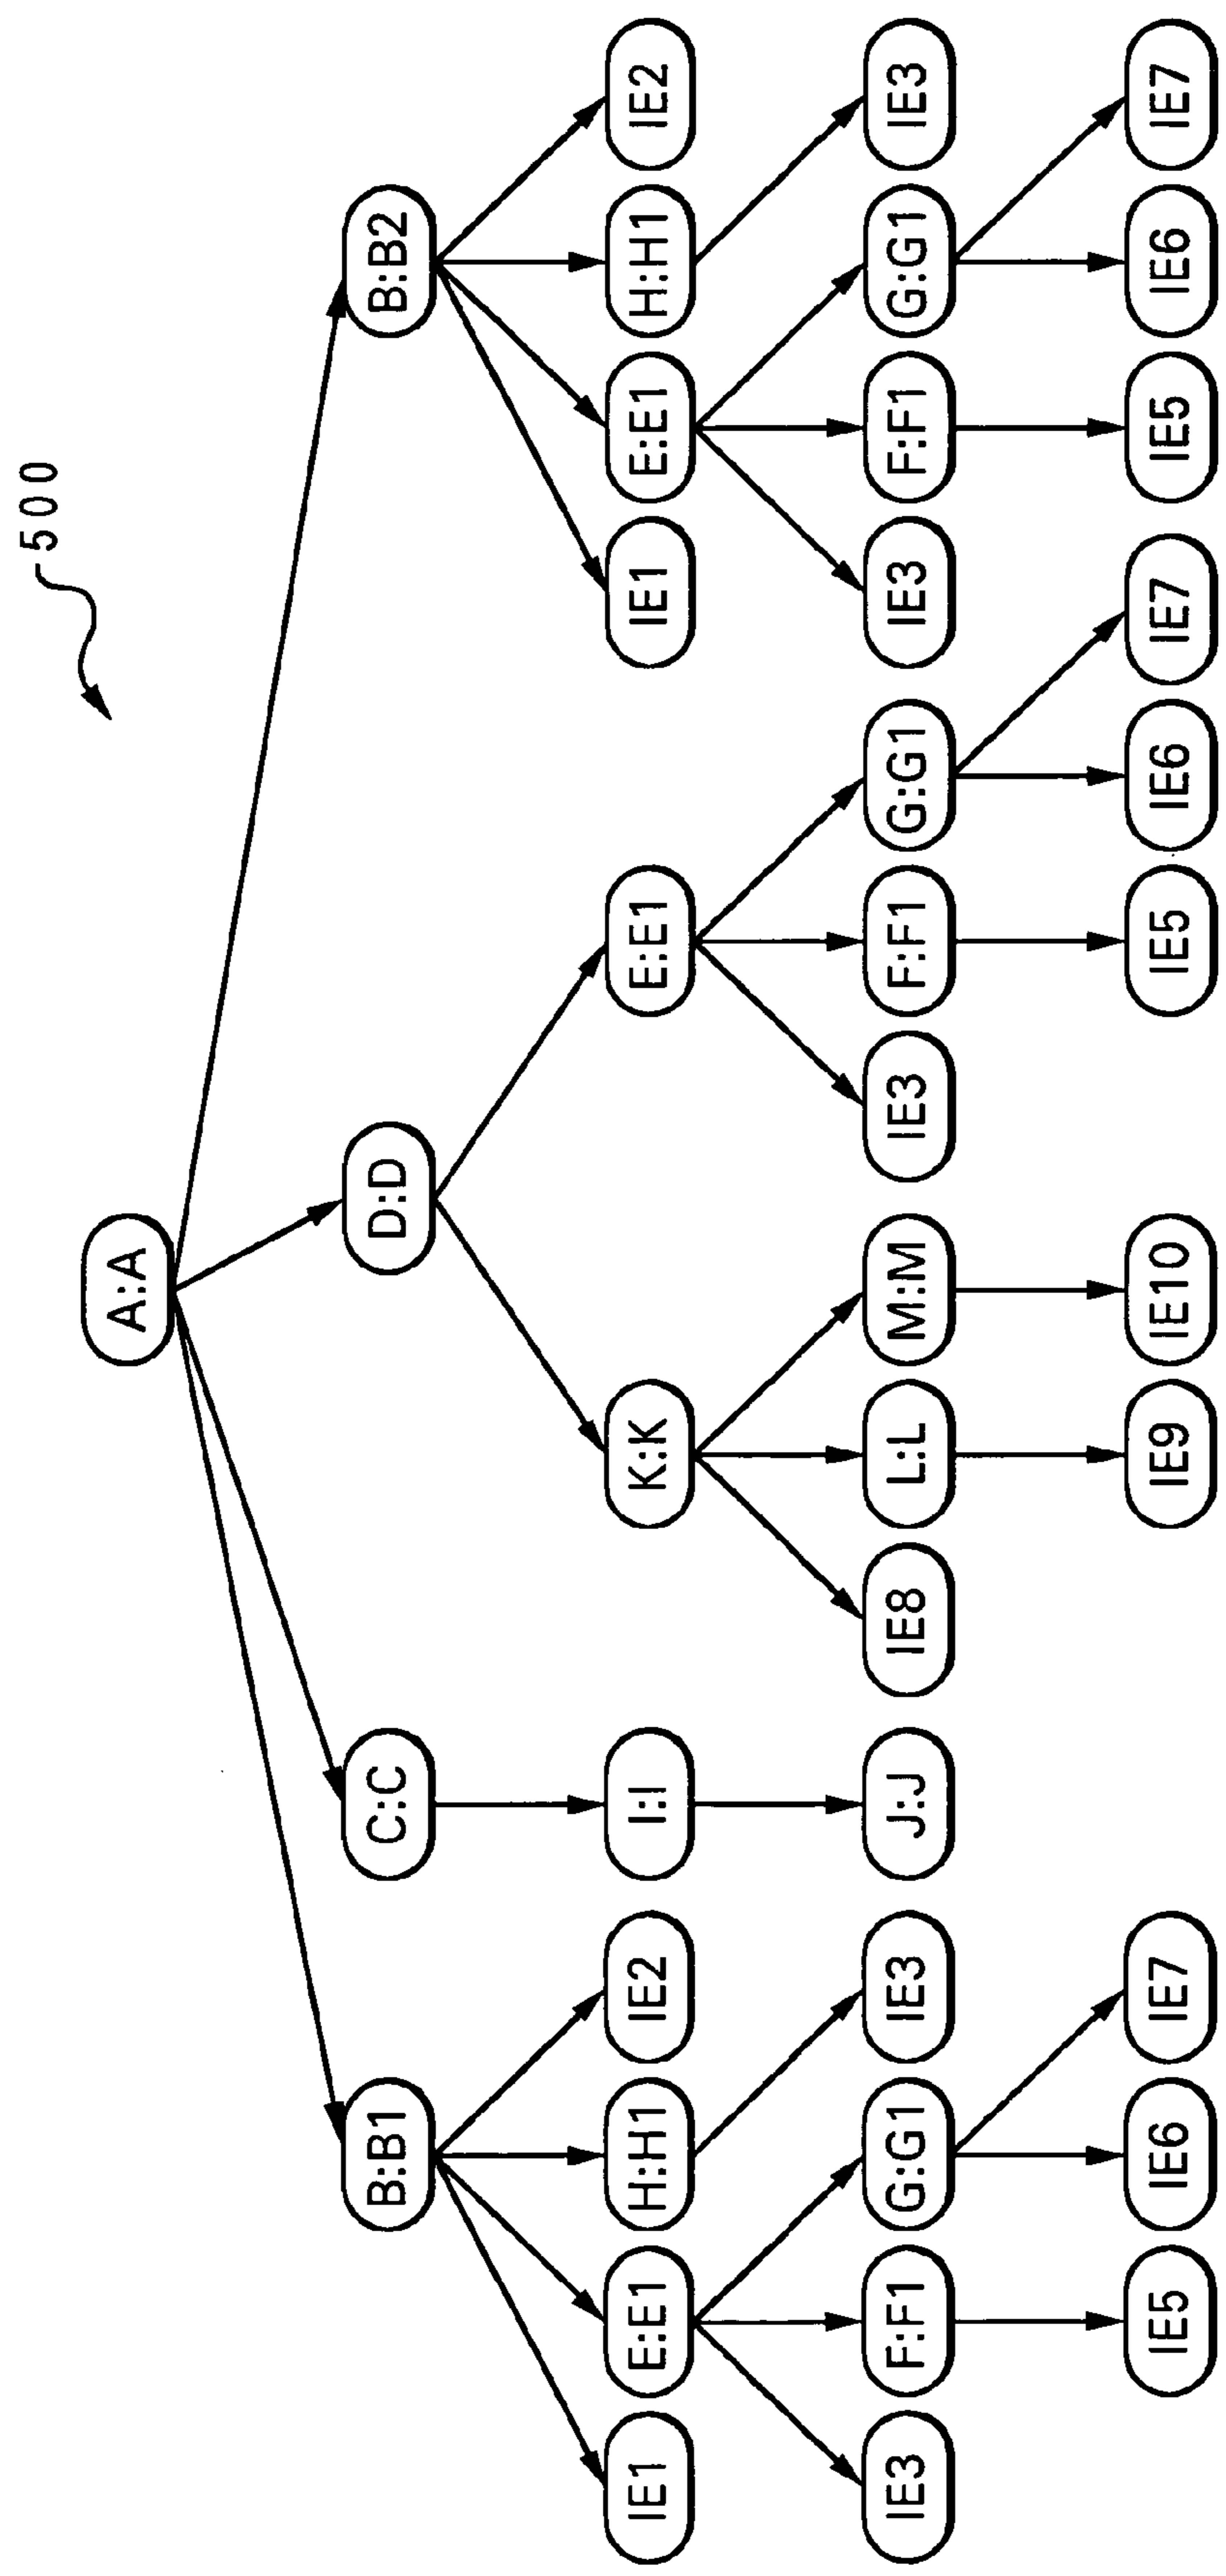 500
A:A
B:B1
C:C
D:D
B:B2
IE1
E:E1
H:H1
IE2
I:I
K:K
E:E1
IE1
E:E1
H:H1
IE2
IE3
F:F1
G:G1
IE3
J:J
IE8
L:L
M:M
IE3
F:F1
G:G1
IE3
F:F1
G:G1
IE3
IE5
IE6
IE7
IE9
IE10
IE5
IE6
IE7
IE5
IE6
IE7